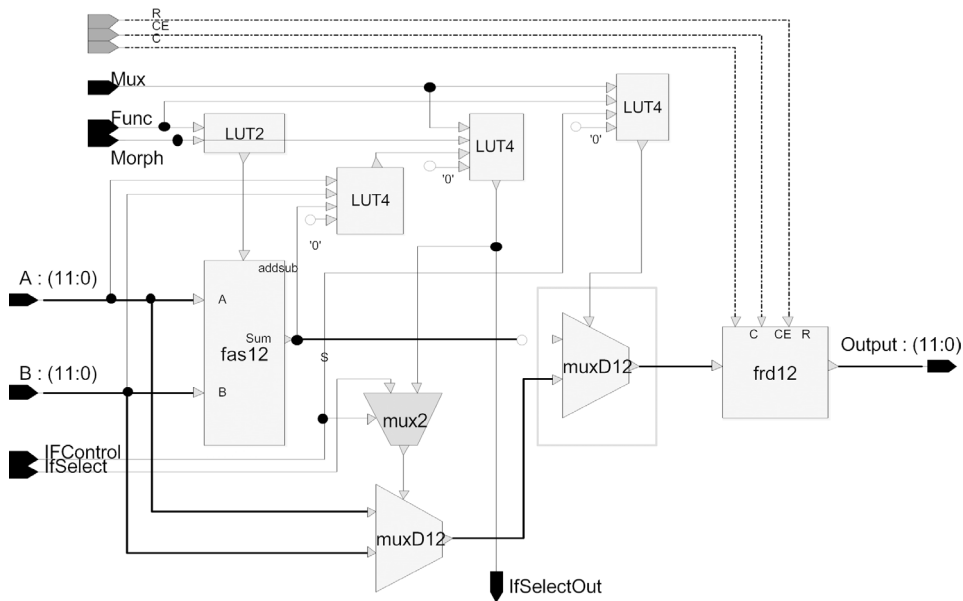 R
CE
C
Mux
Func
Morph
LUT2
LUT4
'0'
LUT4
'0'
LUT4
'0'
A : (11:0)
addsub
A
Sum
fas12
B : (11:0)
B
S
mux2
muxD12
C CE R
frd12
Output : (11:0)
IFControl
IfSelect
muxD12
IfSelectOut